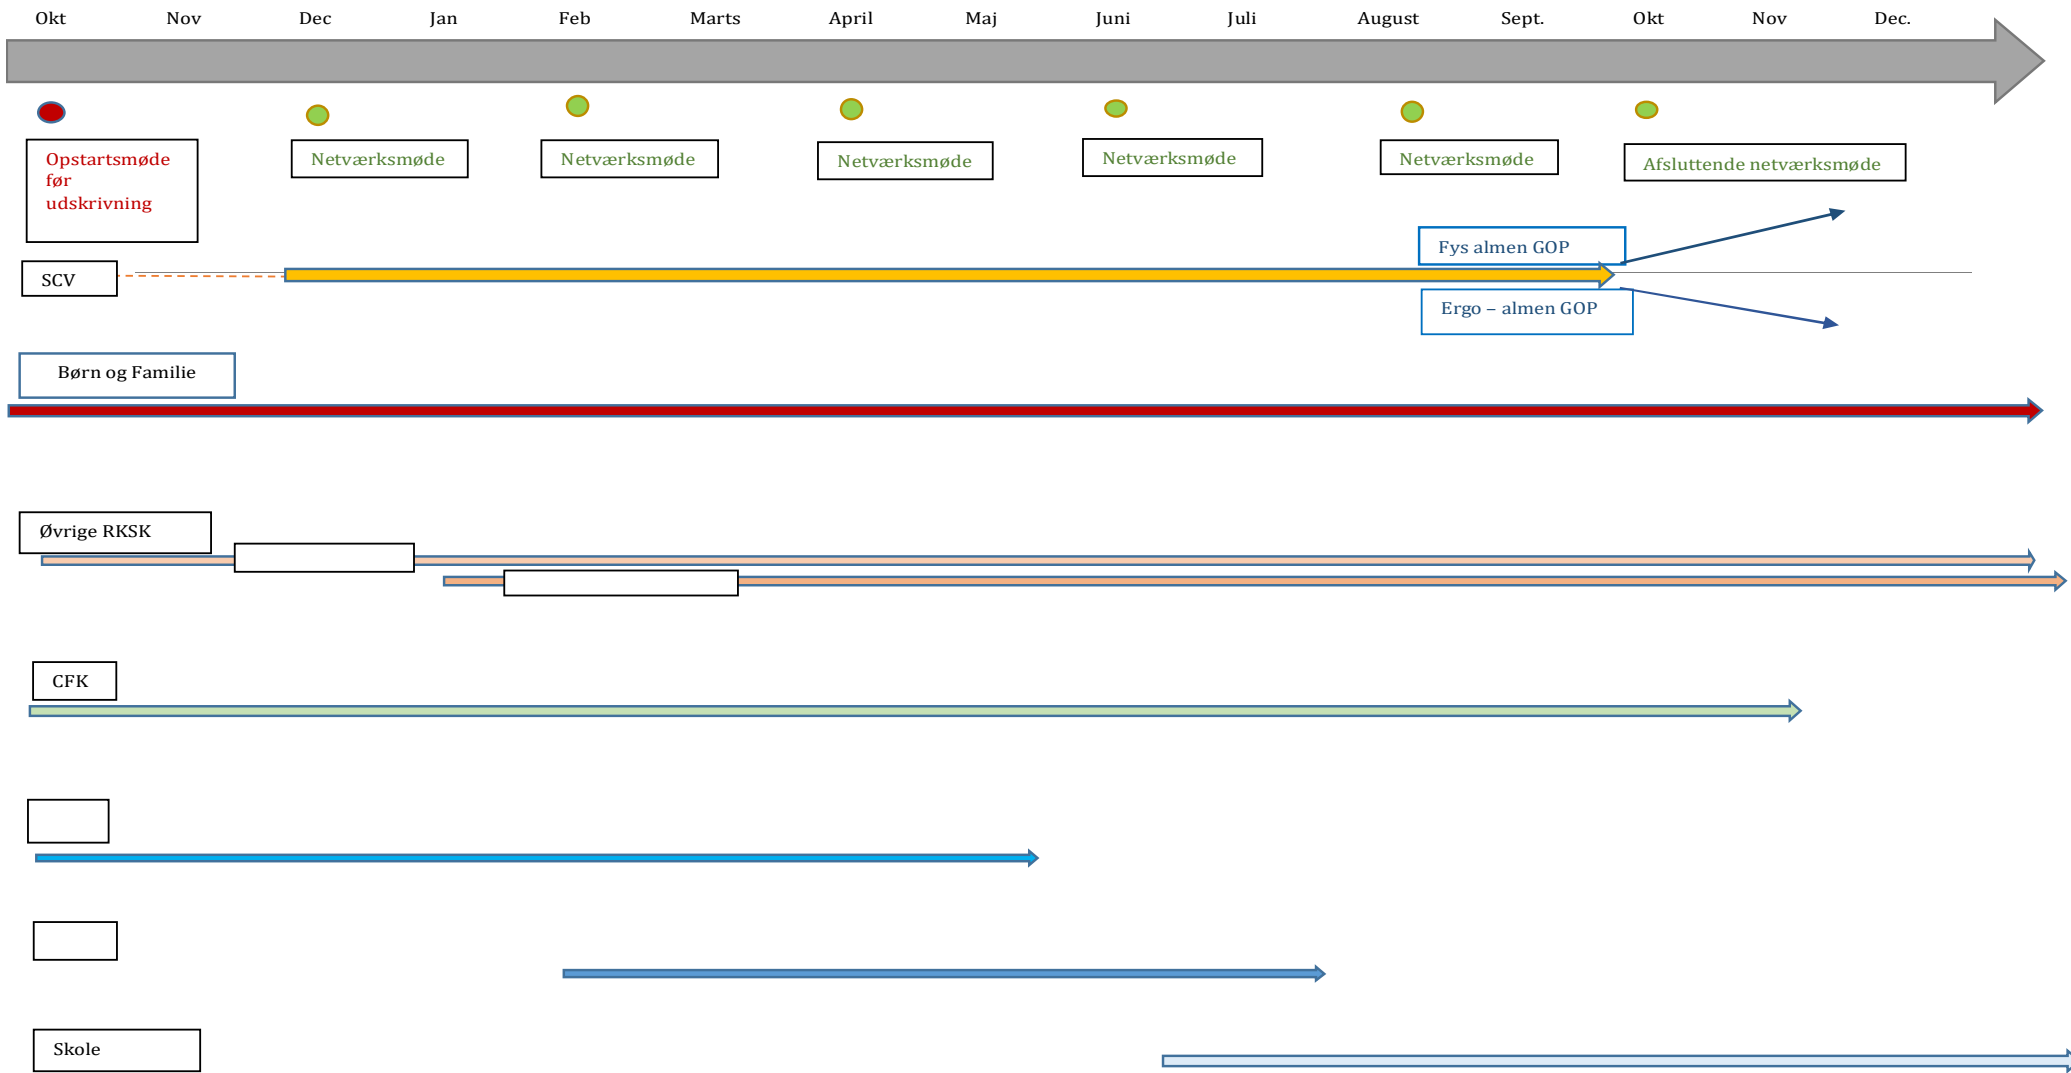 Okt Nov Dec Jan Feb Marts April Maj Juni Juli August Sept. Okt Nov Dec.
Opstartsmøde
før
udskrivning
Netværksmøde
Netværksmøde
Netværksmøde
Netværksmøde
Netværksmøde
Afsluttende netværksmøde
Fys almen GOP
SCV
Ergo – almen GOP
Børn og Familie
Øvrige RKSK
CFK
Skole